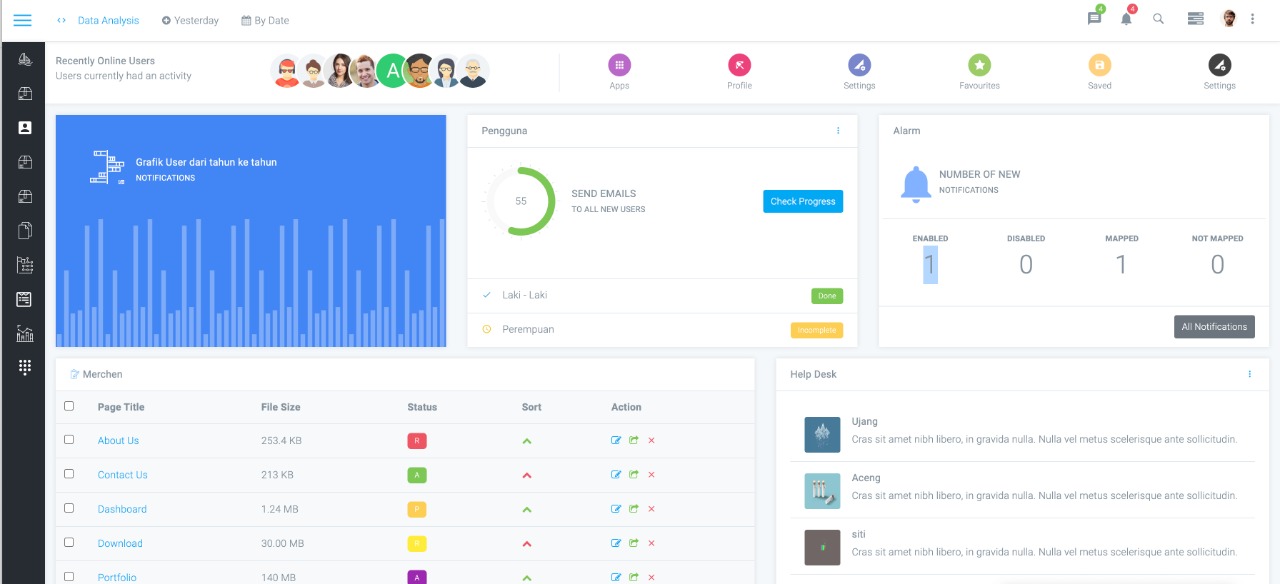 Data Analysis
Yesterday
By Date
4
4
Recently Online Users
Users currently had an activity
A
Apps
Profile
Settings
Favourites
Saved
Settings
Grafik User dari tahun ke tahun
NOTIFICATIONS
Pengguna
55
SEND EMAILS
TO ALL NEW USERS
Check Progress
Laki - Laki
Done
Perempuan
Incomplete
Alarm
NUMBER OF NEW
NOTIFICATIONS
ENABLED DISABLED MAPPED NOT MAPPED
1 0 1 0
All Notifications
Merchen
Page Title File Size Status Sort Action
About Us 253.4 KB R
Contact Us 213 KB A
Dashboard 1.24 MB P
Download 30.00 MB R
Portfolio 140 MB A
Help Desk
Ujang
Cras sit amet nibh libero, in gravida nulla. Nulla vel metus scelerisque ante sollicitudin.
Aceng
Cras sit amet nibh libero, in gravida nulla. Nulla vel metus scelerisque ante sollicitudin.
siti
Cras sit amet nibh libero, in gravida nulla. Nulla vel metus scelerisque ante sollicitudin.